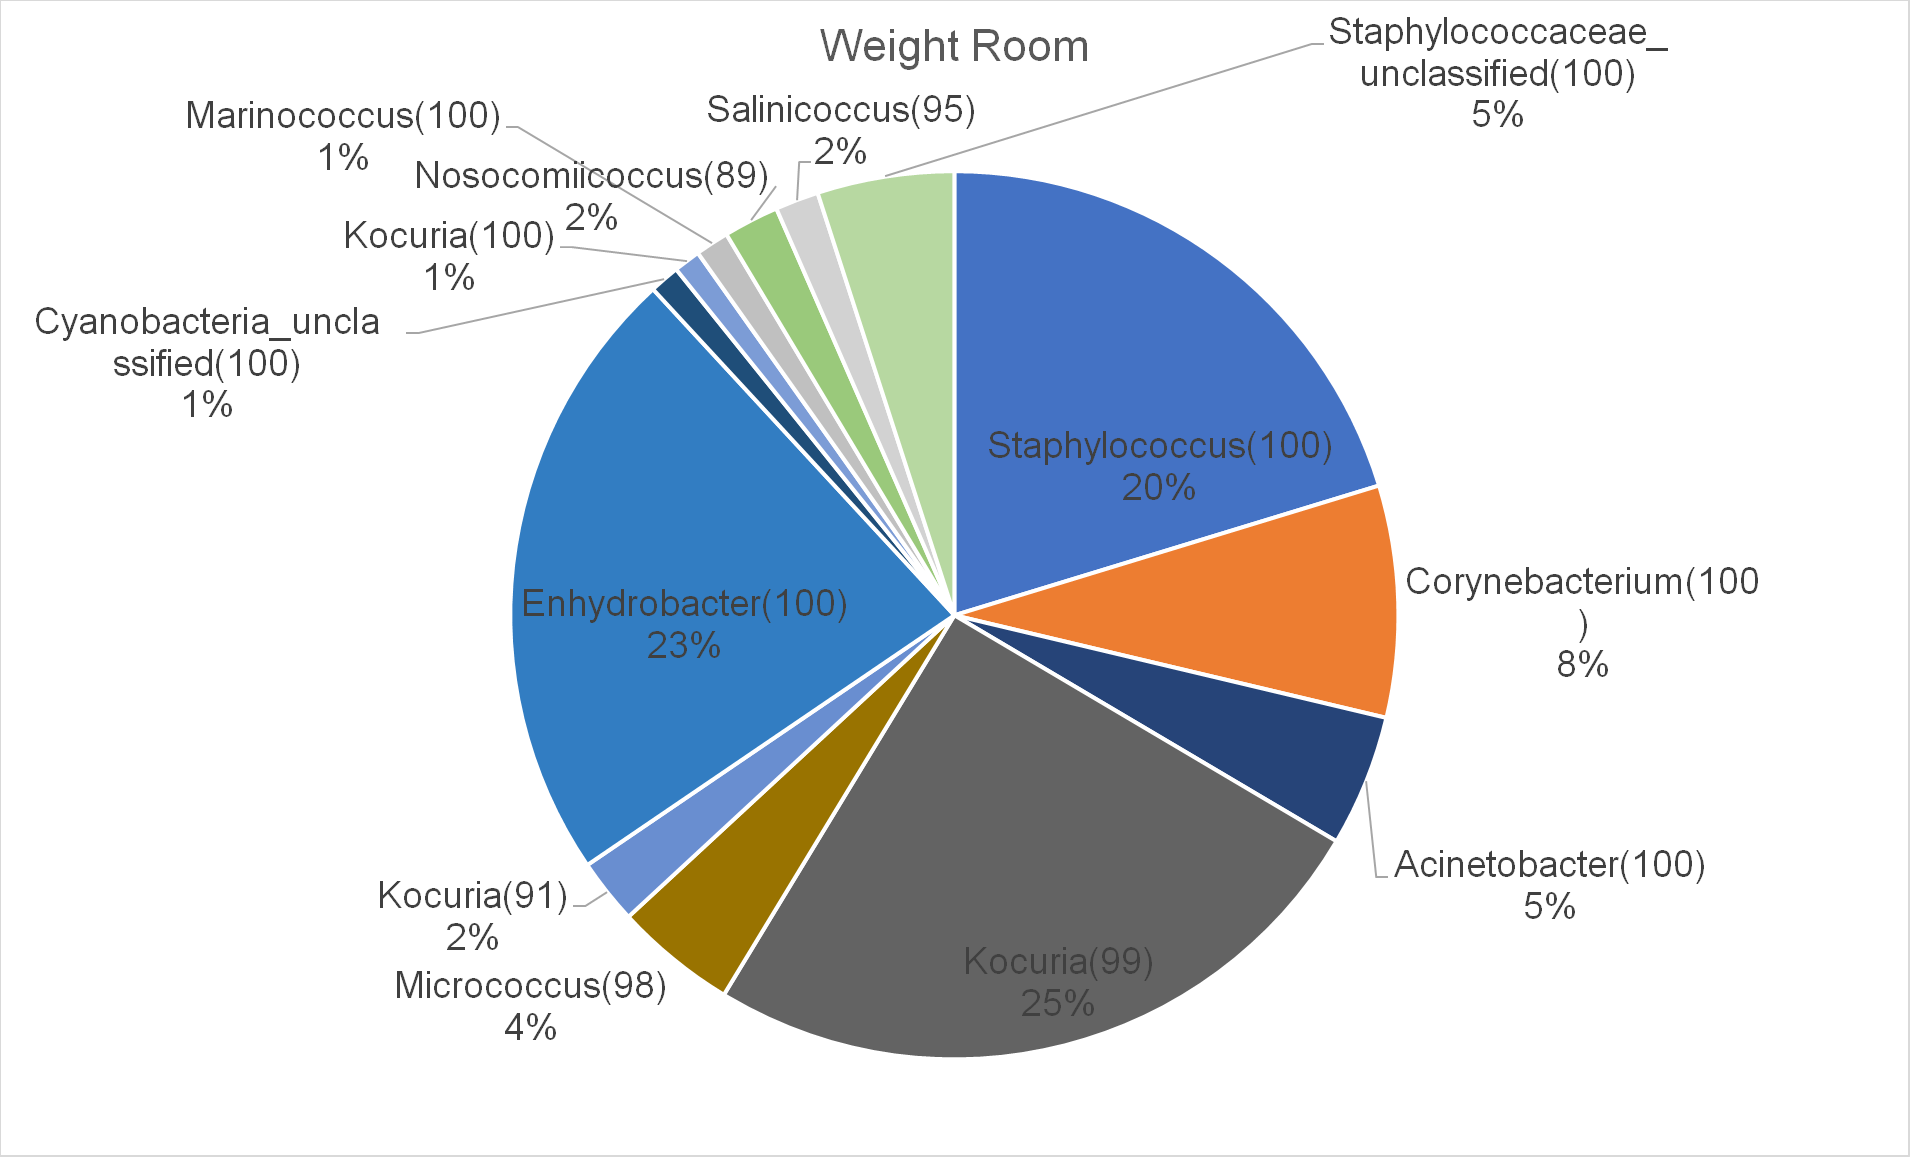 Weight Room
Staphylococcaceae_
unclassified(100)
5%
Marinococcus(100)
1%
Salinicoccus(95)
2%
Nosocomiicoccus(89)
2%
Kocuria(100)
1%
Cyanobacteria_uncla
ssified(100)
1%
Staphylococcus(100)
20%
Corynebacterium(100
)
8%
Enhydrobacter(100)
23%
Acinetobacter(100)
5%
Kocuria(91)
2%
Kocuria(99)
25%
Micrococcus(98)
4%